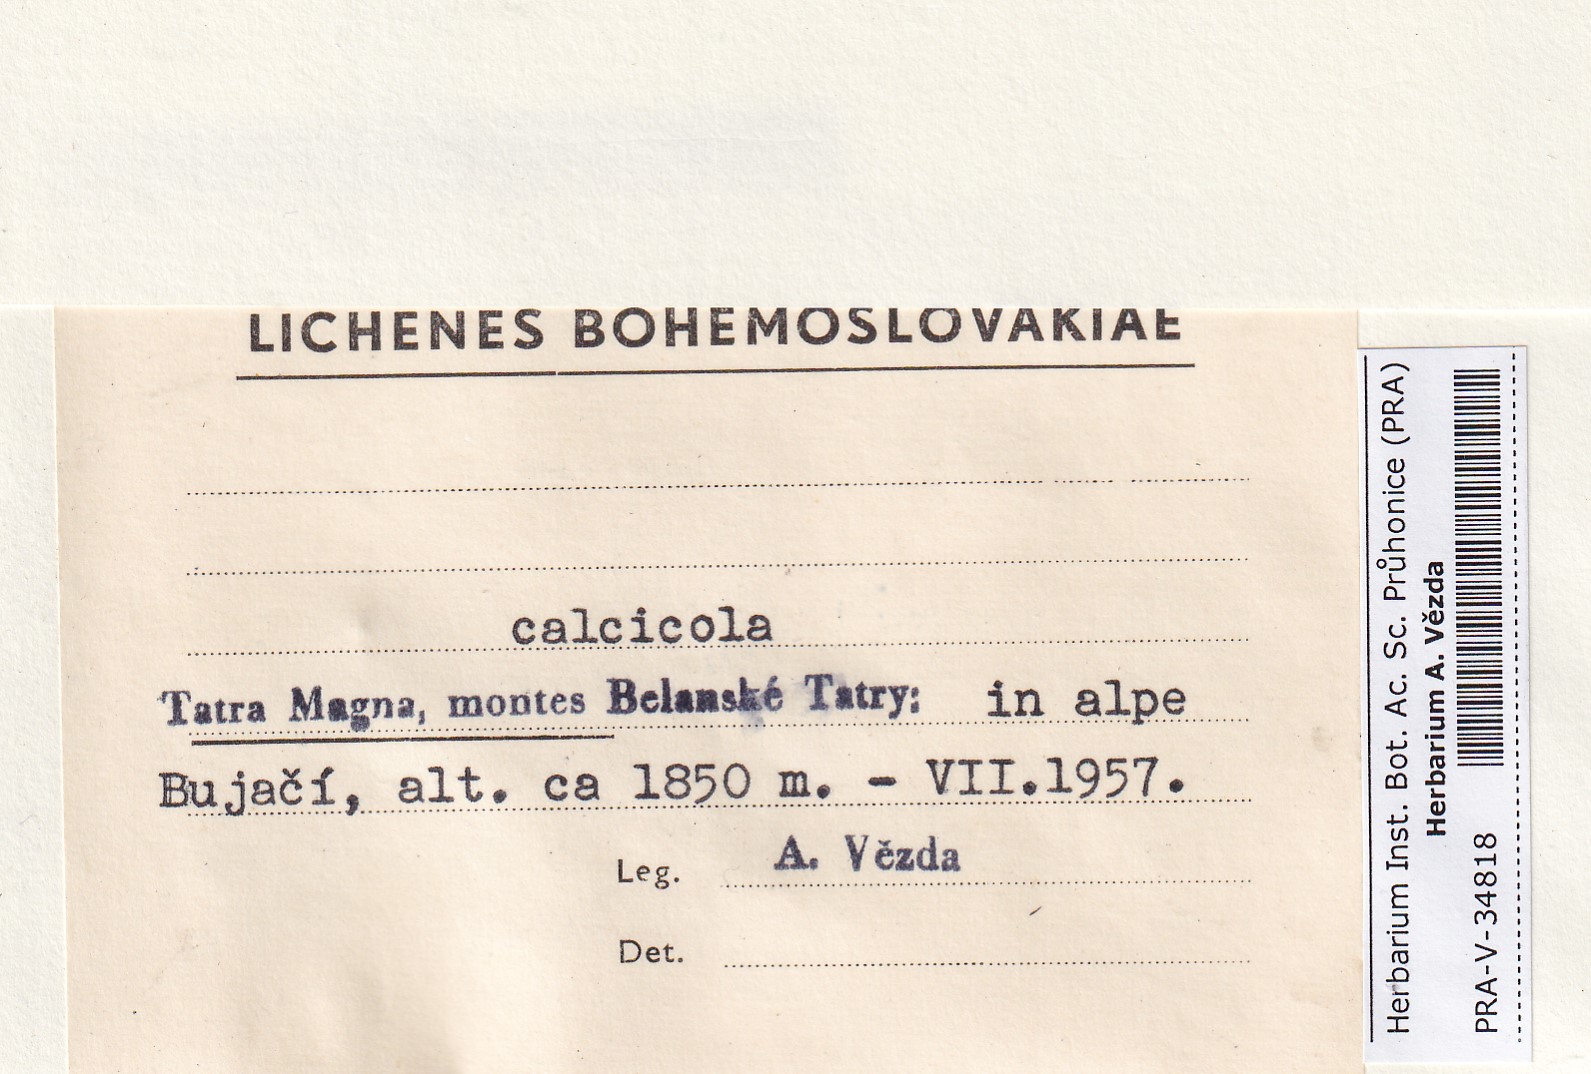 LICHENES BOHEMOSLOVAKIAE
calcicola
Tatra Magna, montes Belanské Tatry: in alpe
Bujačí, alt. ca 1850 m. - VII.1957.
Leg. A. Vězda
Det.
Herbarium Inst. Bot. Ac. Sc. Průhonice (PRA)
Herbarium A. Vězda
PRA-V-34818